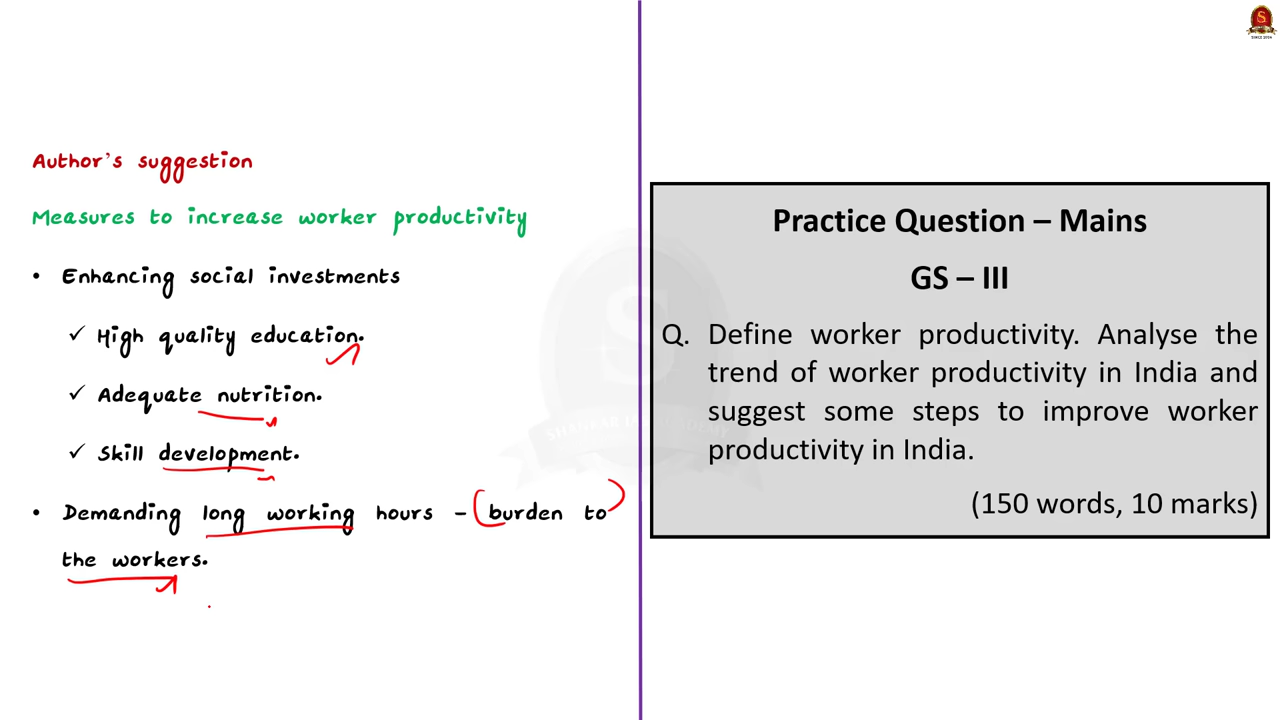 Author's suggestion
Measures to increase worker productivity
• Enhancing social investments
✓ High quality education.
✓ Adequate nutrition.
✓ Skill development.
• Demanding long working hours – (burden to)
the workers.
Practice Question – Mains
GS – III
Q. Define worker productivity. Analyse the
trend of worker productivity in India and
suggest some steps to improve worker
productivity in India.
(150 words, 10 marks)